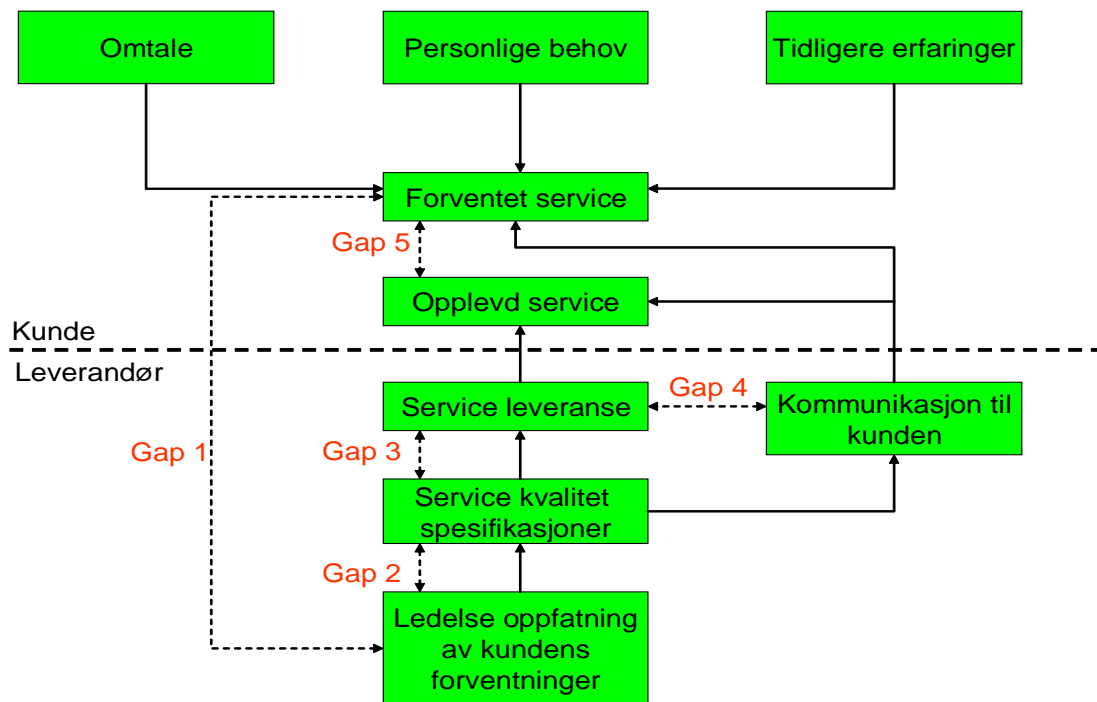 Omtale
Personlige behov
Tidligere erfaringer
Forventet service
Gap 5
Opplevd service
Kunde
Leverandør
Service leveranse
Gap 4
Kommunikasjon til
kunden
Gap 1
Gap 3
Service kvalitet
spesifikasjoner
Gap 2
Ledelse oppfatning
av kundens
forventninger